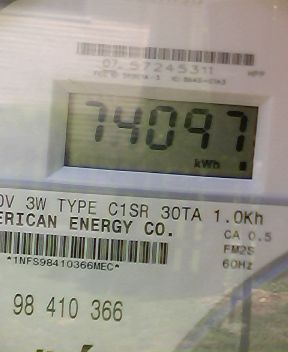 07 57245311
74097
kWh
0V 3W TYPE C1SR 30TA 1.0Kh
ERICAN ENERGY CO.
CA 0.5
FM2S
60Hz
*1NFS98410366MEC*
98 410 366